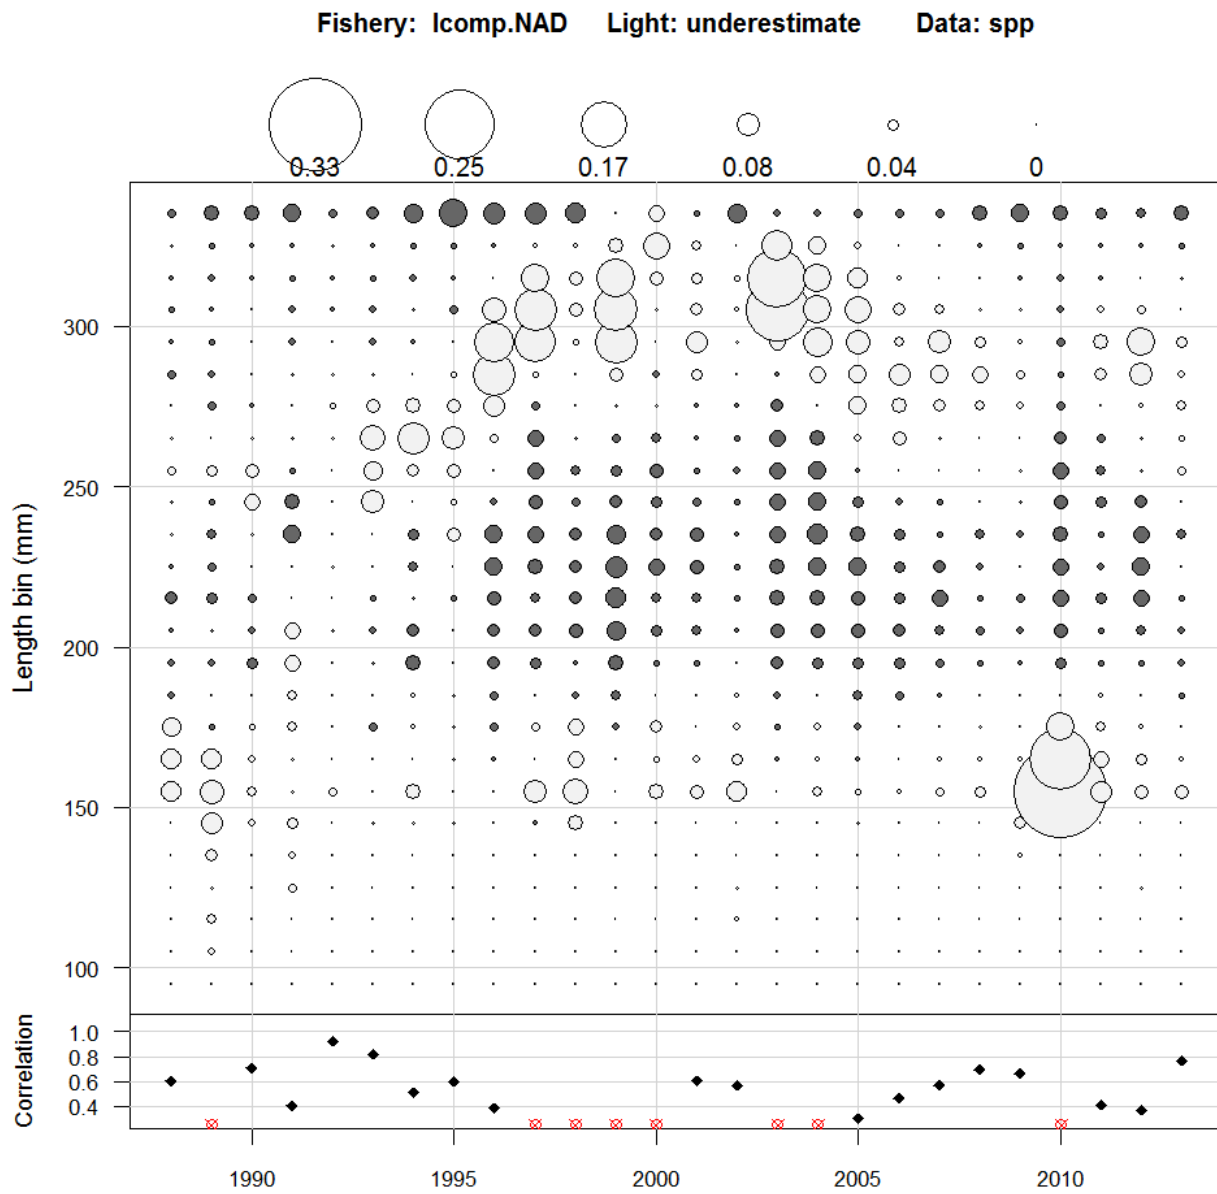 Fishery: lcomp.NAD Light: underestimate Data: spp
0.33 0.25 0.17 0.08 0.04 0
Length bin (mm)
300
250
200
150
100
Correlation
1.0
0.8
0.6
0.4
1990 1995 2000 2005 2010